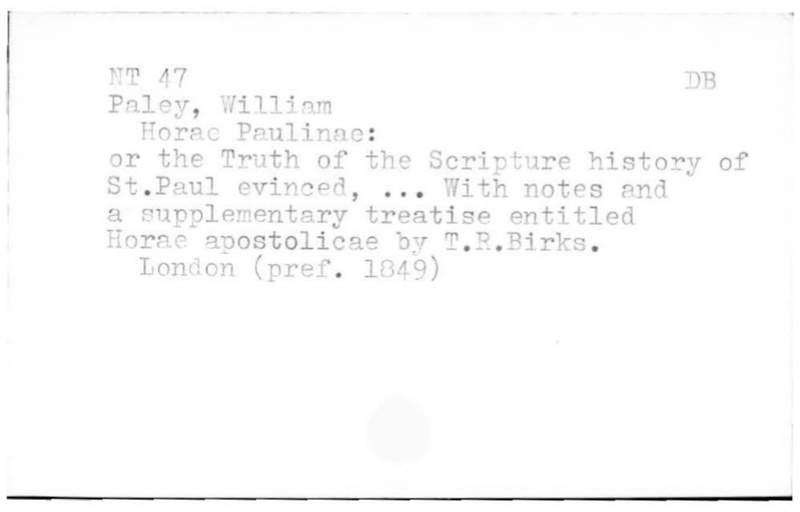 NT 47 DB
Paley, William
Horae Paulinae:
or the Truth of the Scripture history of
St.Paul evinced, ... With notes and
a supplementary treatise entitled
Horae apostolicae by T.R.Birks.
London (pref. 1849)